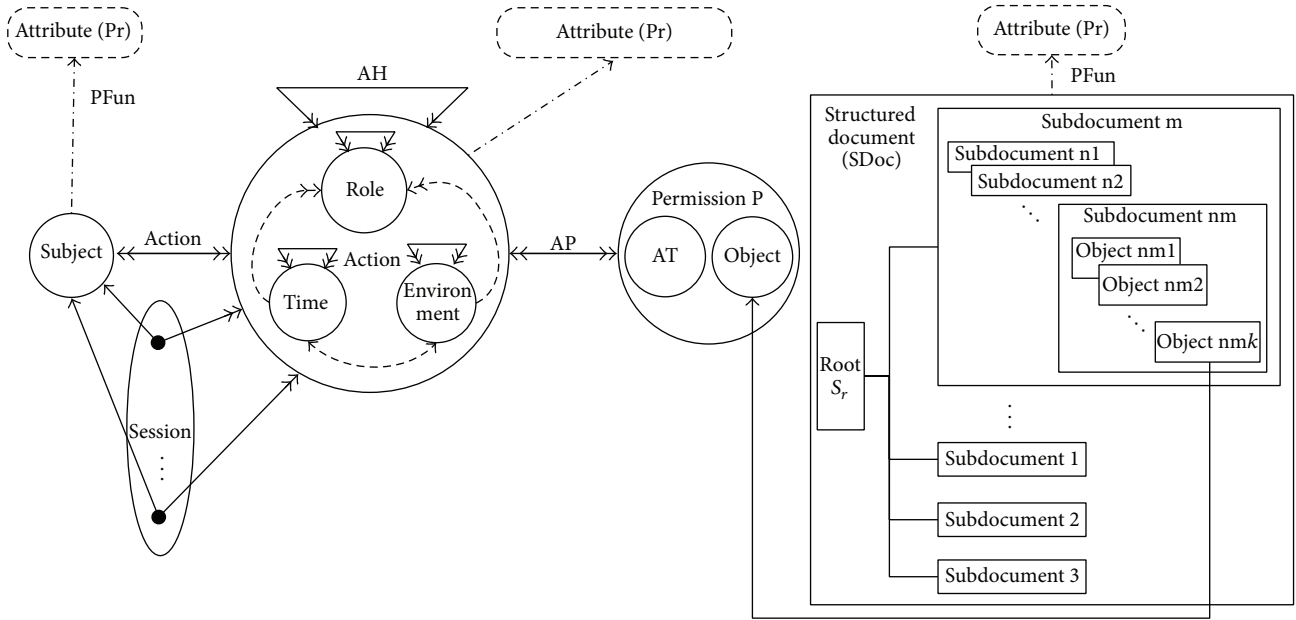 Attribute (Pr)
Attribute (Pr)
Attribute (Pr)
PFun
AH
PFun
Structured
document
(SDoc)
Subdocument m
Subdocument n1
Subdocument n2
Subdocument nm
Object nm1
Object nm2
Object nmk
Role
Action
Time
Environ
ment
Subject
Action
AP
Permission P
AT
Object
Session
Root
Sr
Subdocument 1
Subdocument 2
Subdocument 3